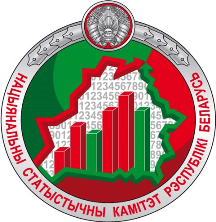 НАЦЫЯНАЛЬНЫ СТАТЫСТЫЧНЫ КАМІТЭТ РЭСПУБЛІКІ БЕЛАРУСЬ